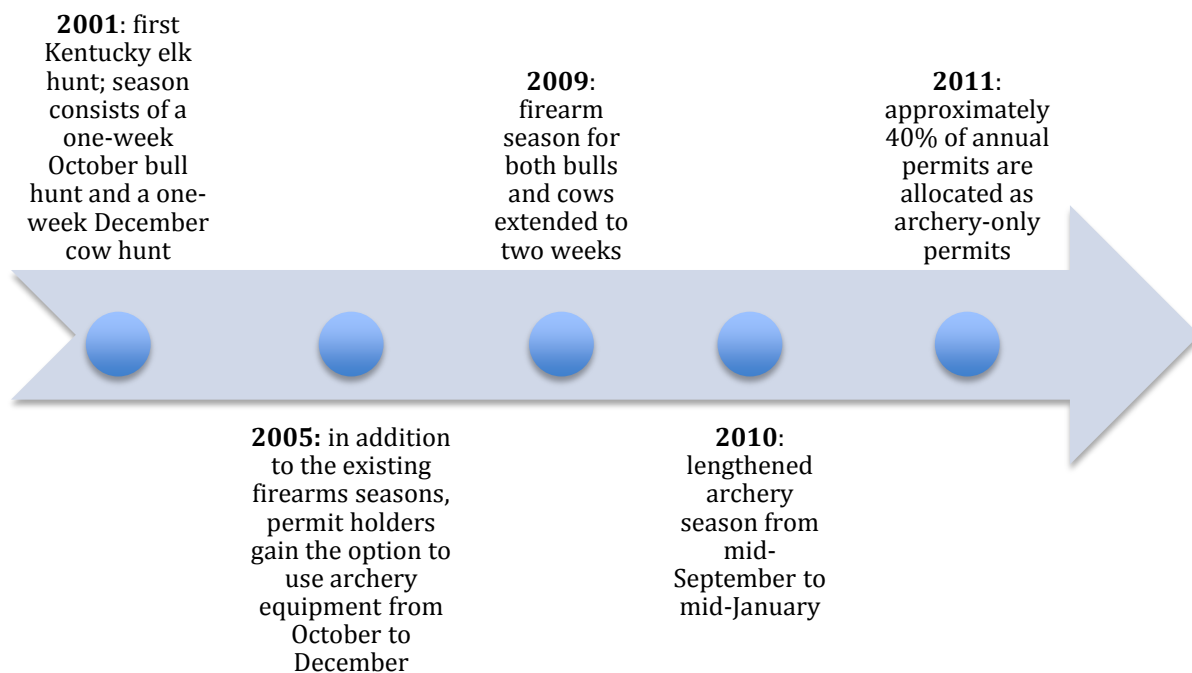 2001: first
Kentucky elk
hunt; season
consists of a
one-week
October bull
hunt and a one-
week December
cow hunt
2005: in addition
to the existing
firearms seasons,
permit holders
gain the option to
use archery
equipment from
October to
December
2009:
firearm
season for
both bulls
and cows
extended to
two weeks
2010:
lengthened
archery
season from
mid-
September to
mid-January
2011:
approximately
40% of annual
permits are
allocated as
archery-only
permits